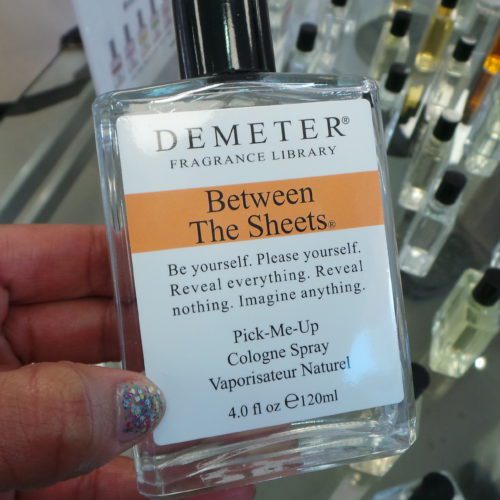 DEMETER®
FRAGRANCE LIBRARY
Between
The Sheets®
Be yourself. Please yourself.
Reveal everything. Reveal
nothing. Imagine anything.
Pick-Me-Up
Cologne Spray
Vaporisateur Naturel
4.0 fl oz ℮120ml